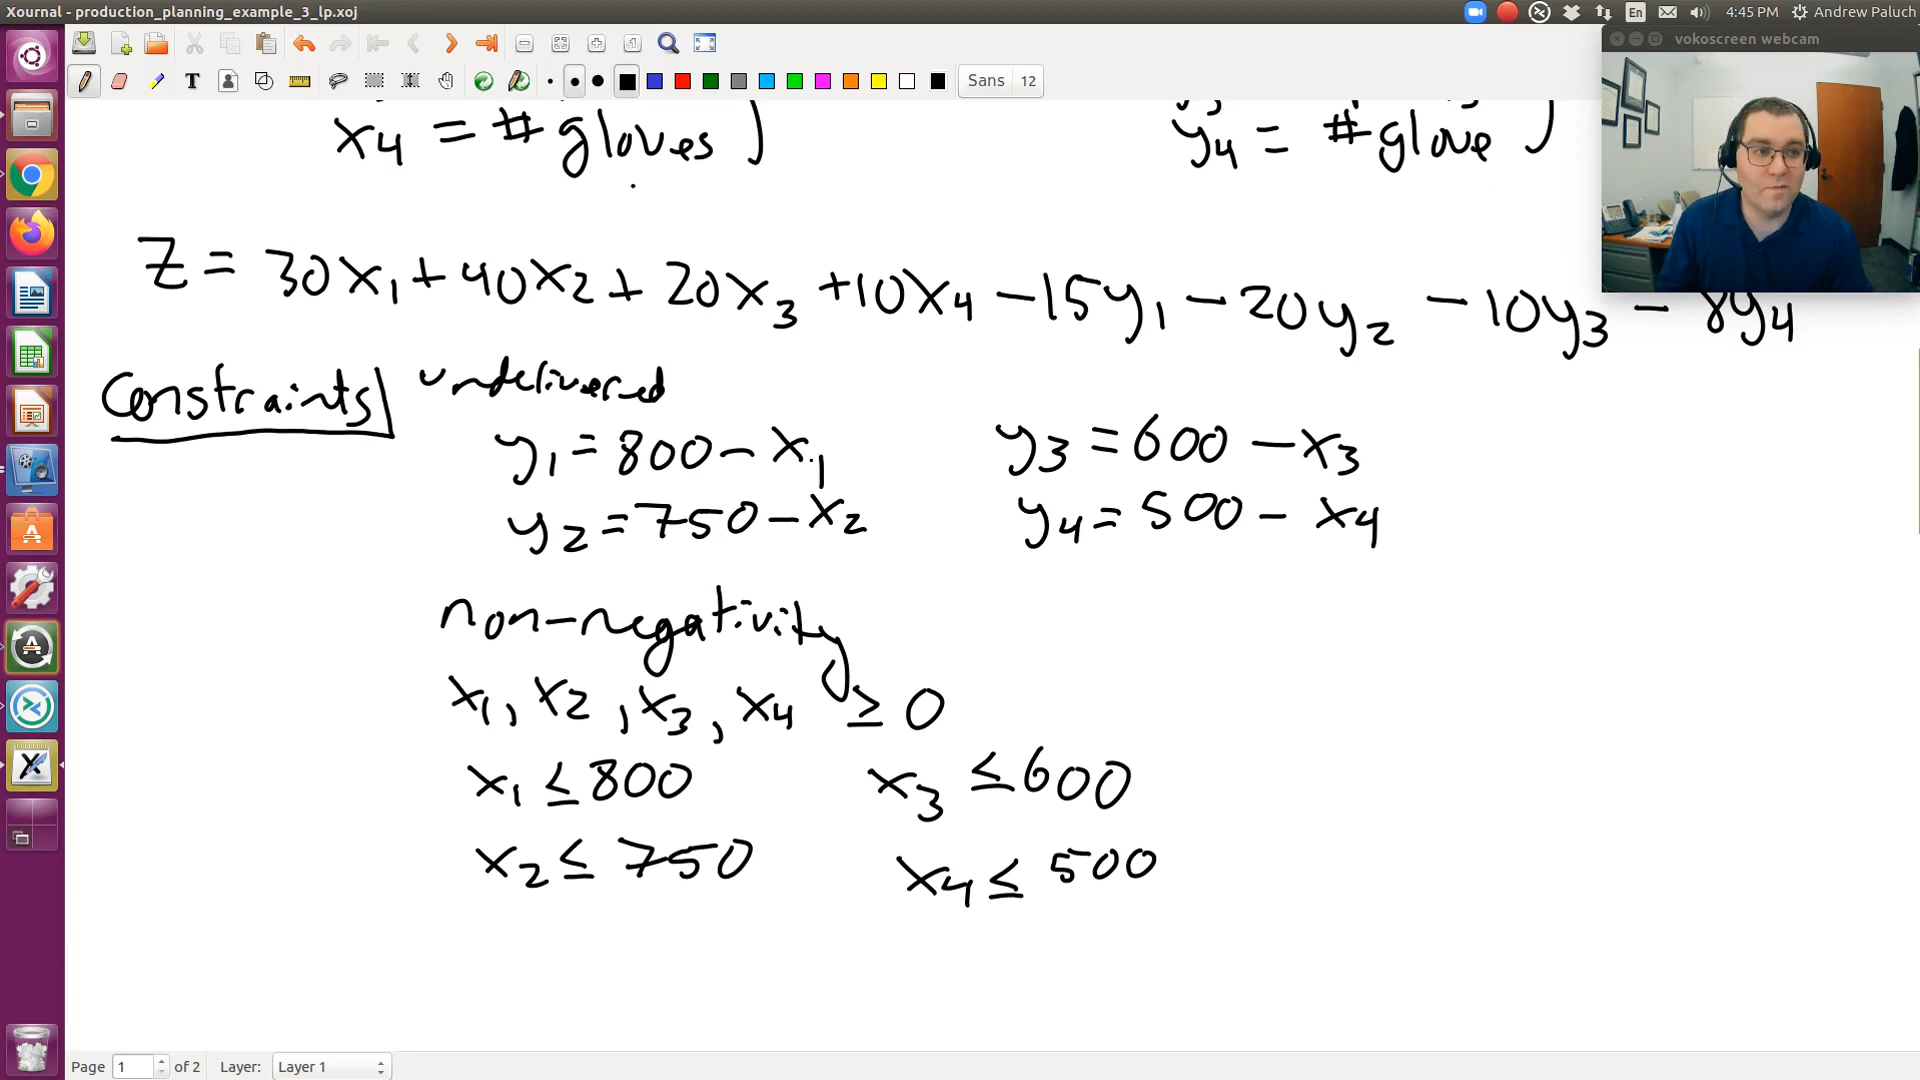 Xournal - production_planning_example_3_lp.xoj
En
4:45 PM
Andrew Paluch
vokoscreen webcam
T
Sans 12
x4 = # gloves )
y4 = # glove )
Z = 30x1 + 40x2 + 20x3 + 10x4 - 15y1 - 20y2 - 10y3 - 8y4
Constraints
undelivered
y1 = 800 - x1
y3 = 600 - x3
y2 = 750 - x2
y4 = 500 - x4
non-negativity
x1, x2, x3, x4 ≥ 0
x1 ≤ 800
x3 ≤ 600
x2 ≤ 750
x4 ≤ 500
Page 1 of 2 Layer: Layer 1